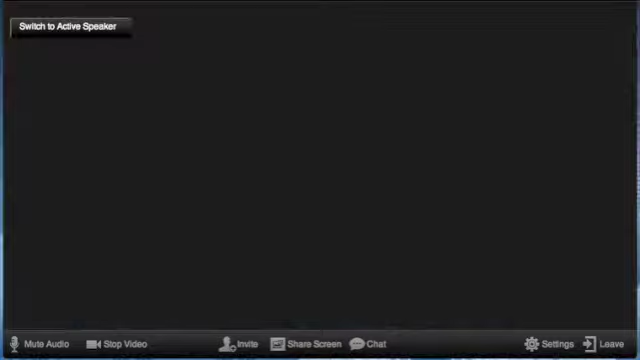 Switch to Active Speaker
Mute Audio Stop Video Invite Share Screen Chat Settings Leave